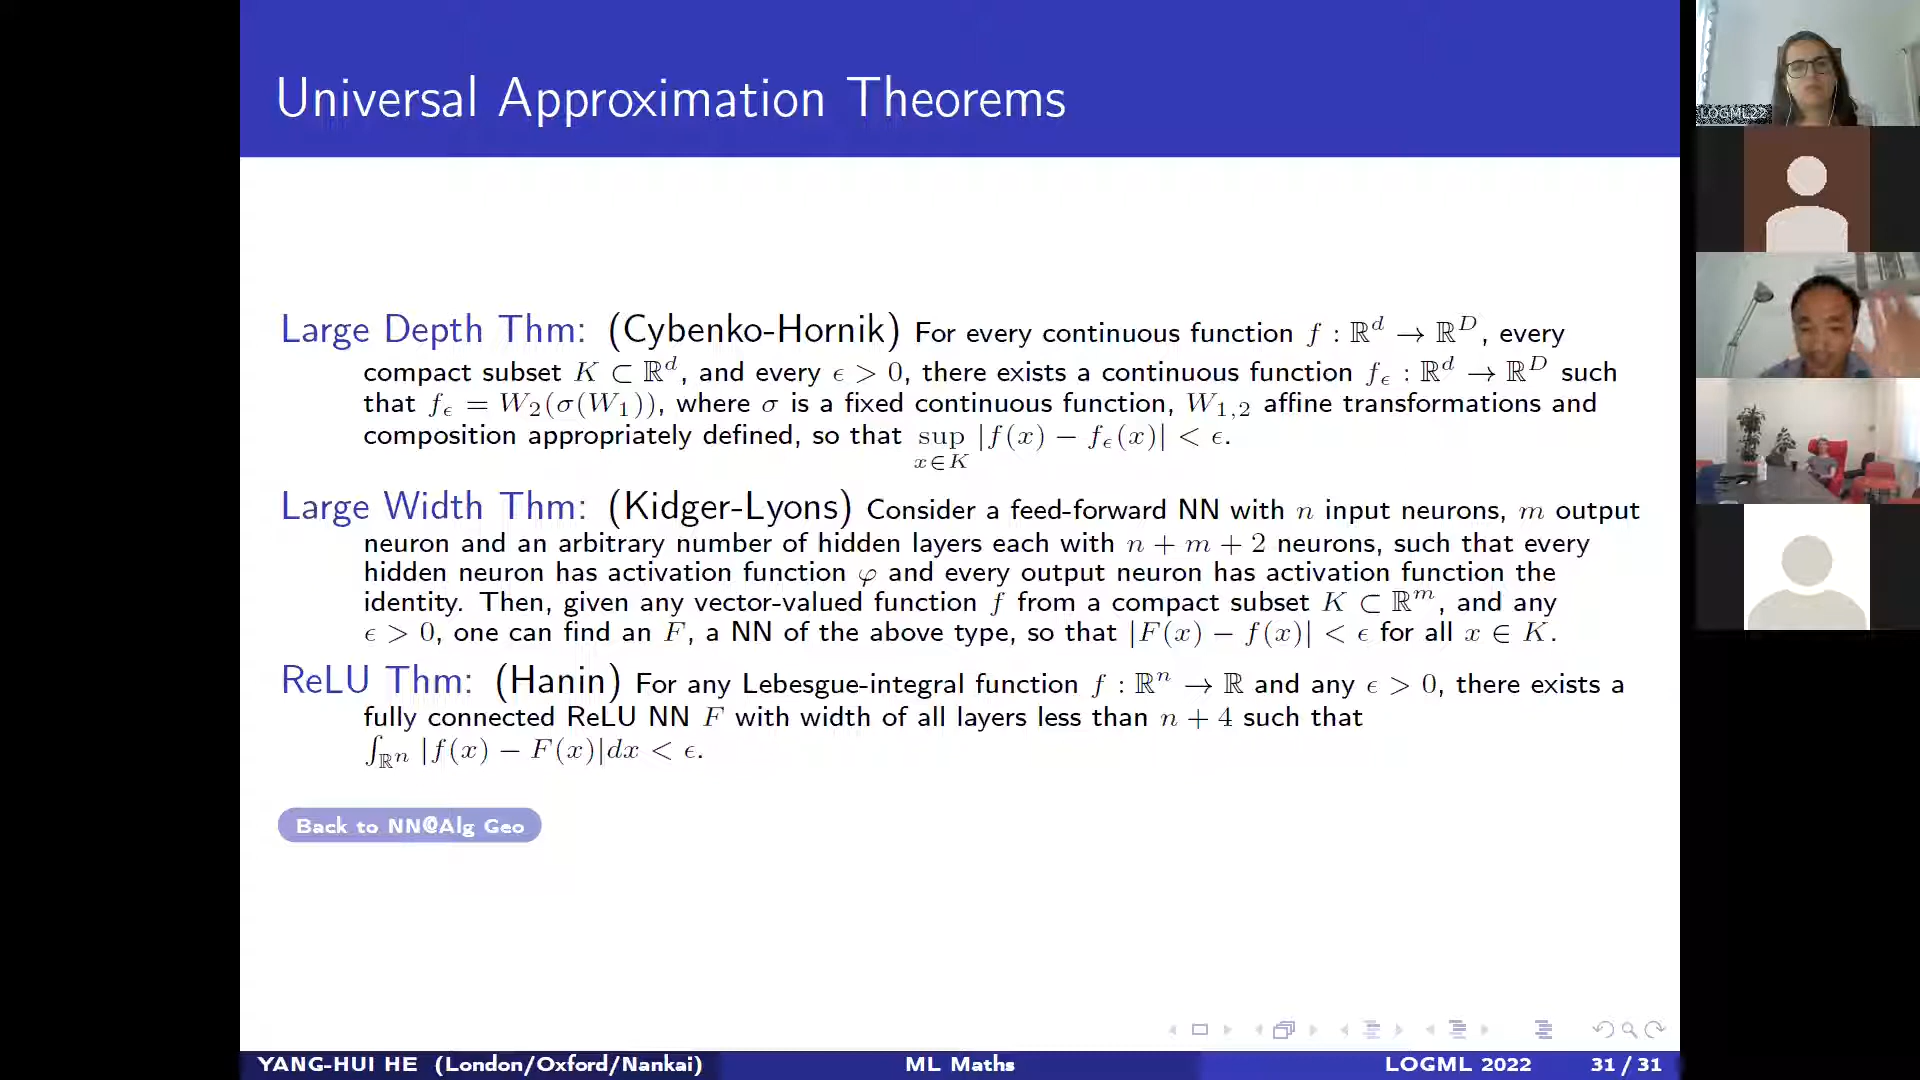 Universal Approximation Theorems
LOGML22
Large Depth Thm: (Cybenko-Hornik) For every continuous function f : ℝ^d → ℝ^D, every
compact subset K ⊂ ℝ^d, and every ϵ > 0, there exists a continuous function f_ϵ : ℝ^d → ℝ^D such
that f_ϵ = W_2(σ(W_1)), where σ is a fixed continuous function, W_{1,2} affine transformations and
composition appropriately defined, so that sup_{x∈K} |f(x) − f_ϵ(x)| < ϵ.
Large Width Thm: (Kidger-Lyons) Consider a feed-forward NN with n input neurons, m output
neuron and an arbitrary number of hidden layers each with n + m + 2 neurons, such that every
hidden neuron has activation function φ and every output neuron has activation function the
identity. Then, given any vector-valued function f from a compact subset K ⊂ ℝ^m, and any
ϵ > 0, one can find an F, a NN of the above type, so that |F(x) − f(x)| < ϵ for all x ∈ K.
ReLU Thm: (Hanin) For any Lebesgue-integral function f : ℝ^n → ℝ and any ϵ > 0, there exists a
fully connected ReLU NN F with width of all layers less than n + 4 such that
∫_{ℝ^n} |f(x) − F(x)|dx < ϵ.
Back to NN@Alg Geo
YANG-HUI HE (London/Oxford/Nankai) ML Maths LOGML 2022 31 / 31